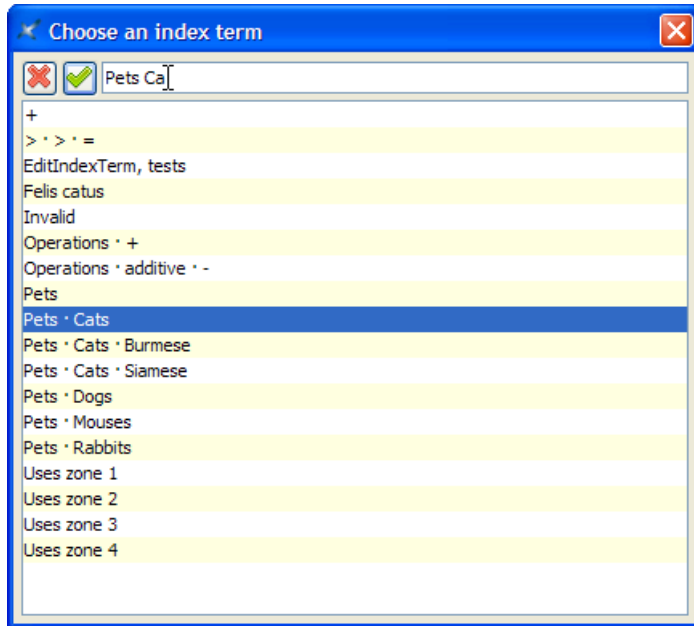 Choose an index term
Pets Ca
+
> · > · =
EditIndexTerm, tests
Felis catus
Invalid
Operations · +
Operations · additive · -
Pets
Pets · Cats
Pets · Cats · Burmese
Pets · Cats · Siamese
Pets · Dogs
Pets · Mouses
Pets · Rabbits
Uses zone 1
Uses zone 2
Uses zone 3
Uses zone 4